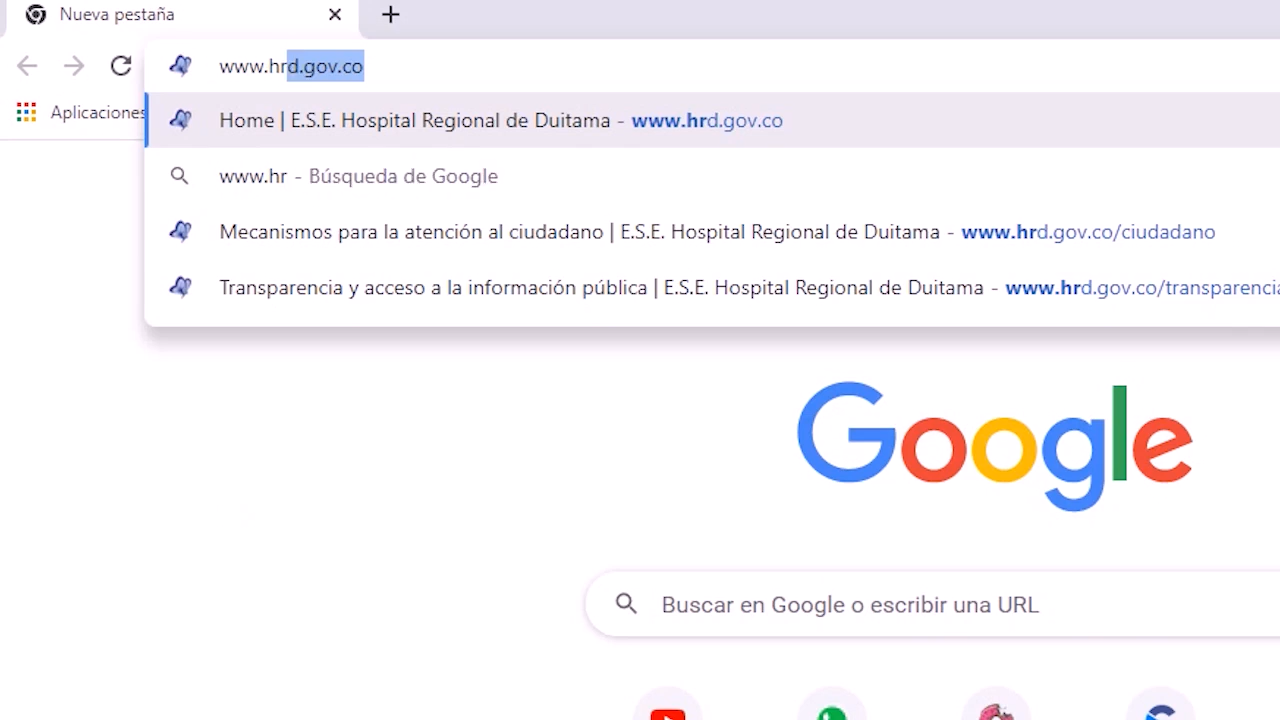 Nueva pestaña
www.hrd.gov.co
Aplicaciones
Home | E.S.E. Hospital Regional de Duitama - www.hrd.gov.co
www.hr - Búsqueda de Google
Mecanismos para la atención al ciudadano | E.S.E. Hospital Regional de Duitama - www.hrd.gov.co/ciudadano
Transparencia y acceso a la información pública | E.S.E. Hospital Regional de Duitama - www.hrd.gov.co/transparencia
Google
Buscar en Google o escribir una URL